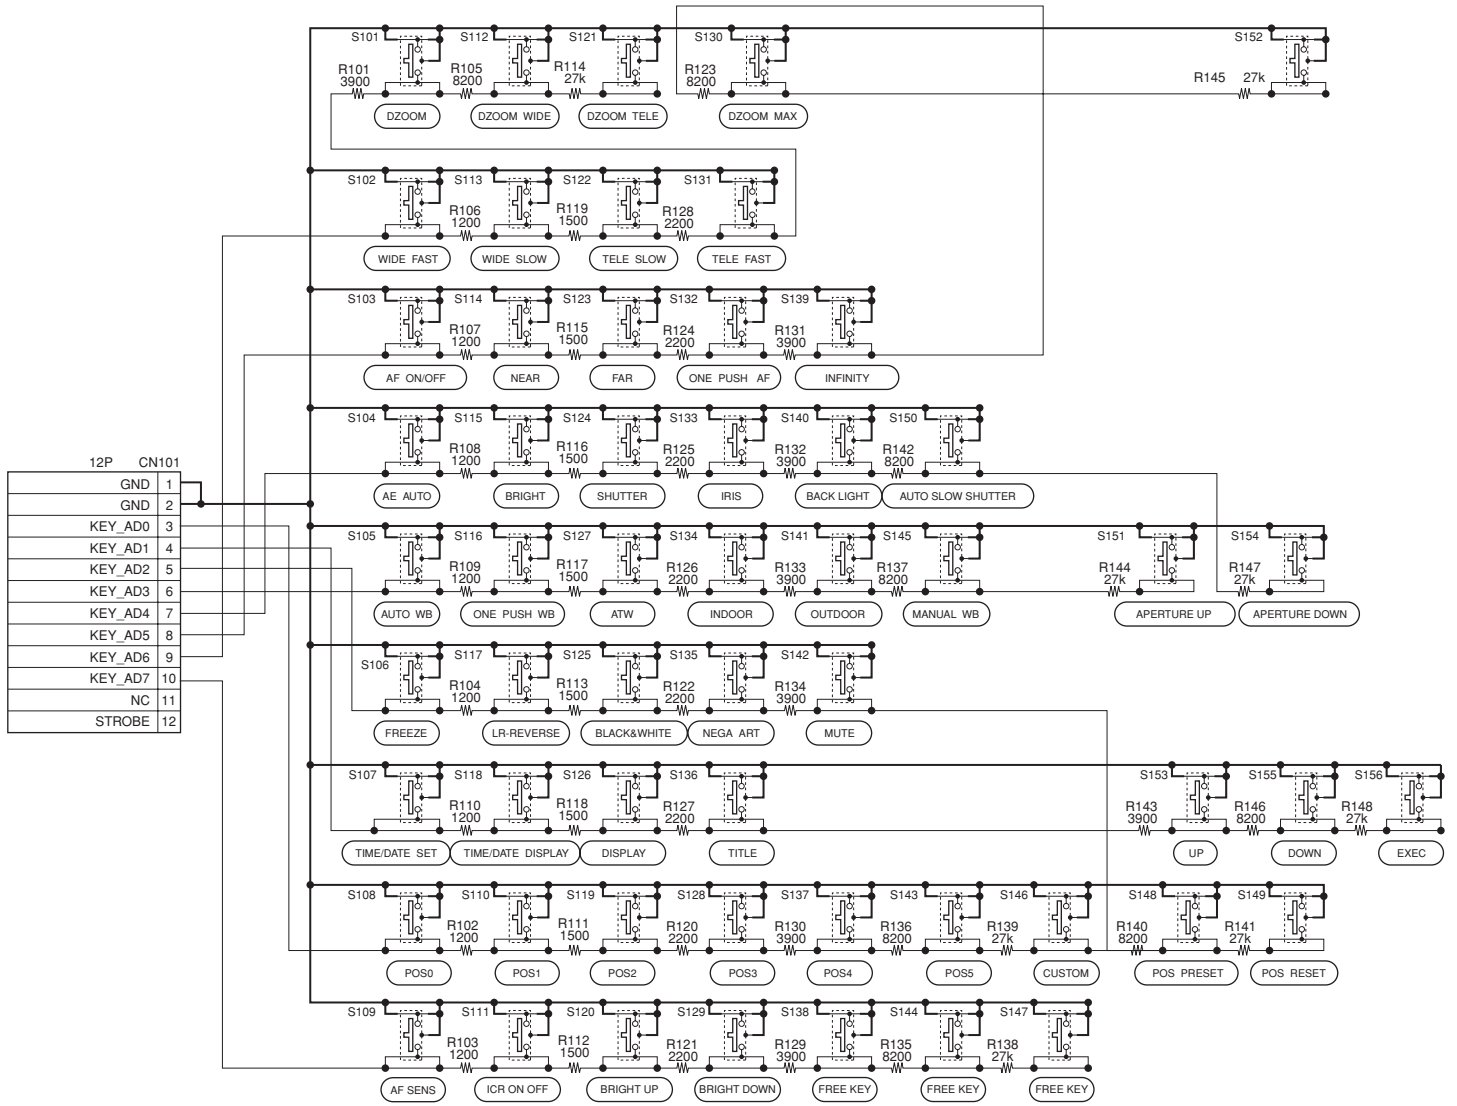 S101 S112 S121 S130 S152
R101 3900 R105 8200 R114 27k R123 8200 R145 27k
DZOOM DZOOM WIDE DZOOM TELE DZOOM MAX
S102 S113 S122 S131
R106 1200 R119 1500 R128 2200
WIDE FAST WIDE SLOW TELE SLOW TELE FAST
S103 S114 S123 S132 S139
R107 1200 R115 1500 R124 2200 R131 3900
AF ON/OFF NEAR FAR ONE PUSH AF INFINITY
S104 S115 S124 S133 S140 S150
R108 1200 R116 1500 R125 2200 R132 3900 R142 8200
AE AUTO BRIGHT SHUTTER IRIS BACK LIGHT AUTO SLOW SHUTTER
12P CN101
GND 1
GND 2
KEY_AD0 3
KEY_AD1 4
KEY_AD2 5
KEY_AD3 6
KEY_AD4 7
KEY_AD5 8
KEY_AD6 9
KEY_AD7 10
NC 11
STROBE 12
S105 S116 S127 S134 S141 S145 S151 S154
R109 1200 R117 1500 R126 2200 R133 3900 R137 8200 R144 27k R147 27k
AUTO WB ONE PUSH WB ATW INDOOR OUTDOOR MANUAL WB APERTURE UP APERTURE DOWN
S106 S117 S125 S135 S142
R104 1200 R113 1500 R122 2200 R134 3900
FREEZE LR-REVERSE BLACK&WHITE NEGA ART MUTE
S107 S118 S126 S136 S153 S155 S156
R110 1200 R118 1500 R127 2200 R143 3900 R146 8200 R148 27k
TIME/DATE SET TIME/DATE DISPLAY DISPLAY TITLE UP DOWN EXEC
S108 S110 S119 S128 S137 S143 S146 S148 S149
R102 1200 R111 1500 R120 2200 R130 3900 R136 8200 R139 27k R140 8200 R141 27k
POS0 POS1 POS2 POS3 POS4 POS5 CUSTOM POS PRESET POS RESET
S109 S111 S120 S129 S138 S144 S147
R103 1200 R112 1500 R121 2200 R129 3900 R135 8200 R138 27k
AF SENS ICR ON OFF BRIGHT UP BRIGHT DOWN FREE KEY FREE KEY FREE KEY